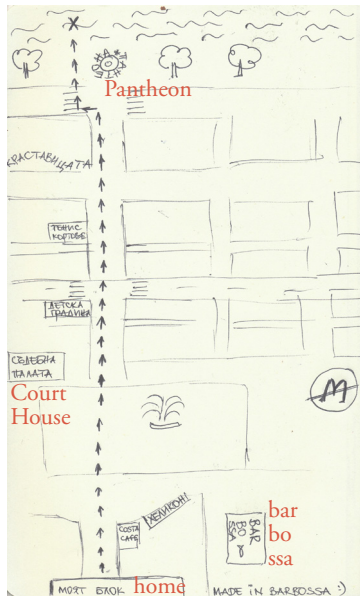 X
Pantheon
КРАСТАВИЦАТА
ТЕНИС
КОРТОВЕ
ДЕТСКА
ГРАДИНА
СЪДЕБНА
ПАЛАТА
Court
House
M
ХЕЛИКОН
COSTA
CAFE
BAR
BO
SSA
bar
bo
ssa
МОЯТ БЛОК
home
MADE IN BARBOSSA :)